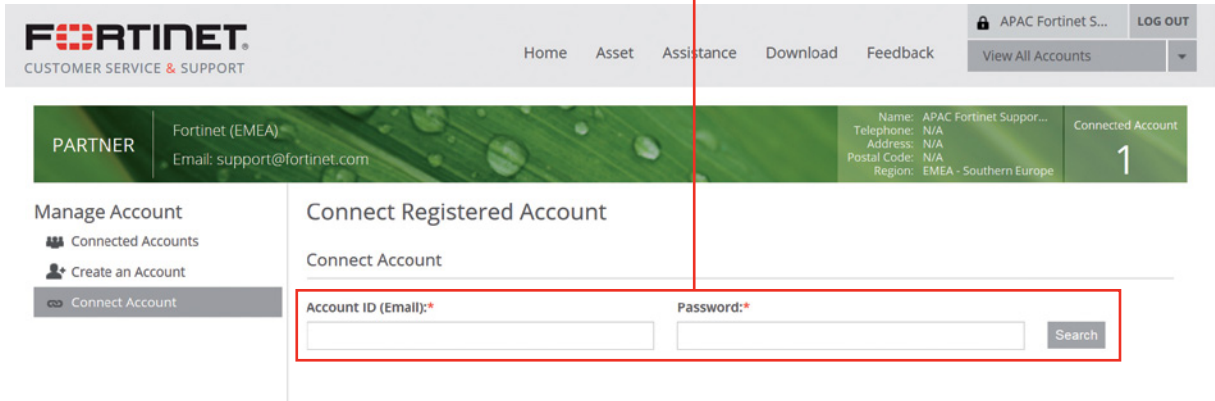 FORTINET
CUSTOMER SERVICE & SUPPORT
Home Asset Assistance Download Feedback
APAC Fortinet S... LOG OUT
View All Accounts
PARTNER
Fortinet (EMEA)
Email: support@fortinet.com
Name: APAC Fortinet Suppor...
Telephone: N/A
Address: N/A
Postal Code: N/A
Region: EMEA - Southern Europe
Connected Account
1
Manage Account
Connected Accounts
Create an Account
Connect Account
Connect Registered Account
Connect Account
Account ID (Email):* Password:*
Search